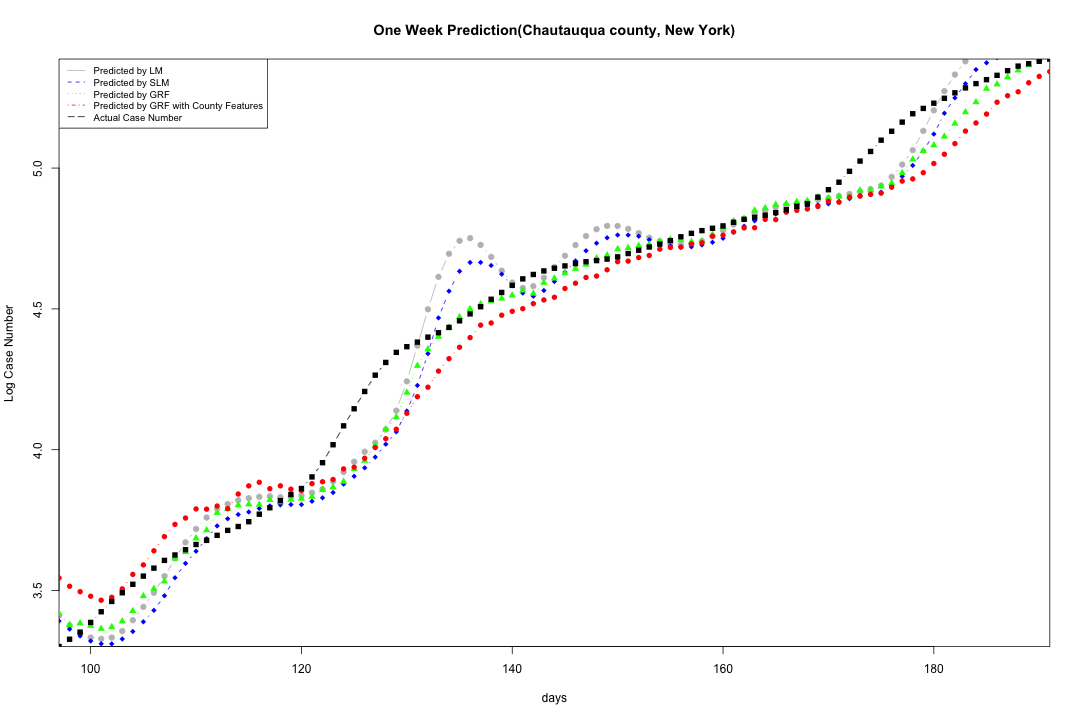 One Week Prediction(Chautauqua county, New York)
Predicted by LM
Predicted by SLM
Predicted by GRF
Predicted by GRF with County Features
Actual Case Number
5.0
4.5
4.0
3.5
Log Case Number
100 120 140 160 180
days